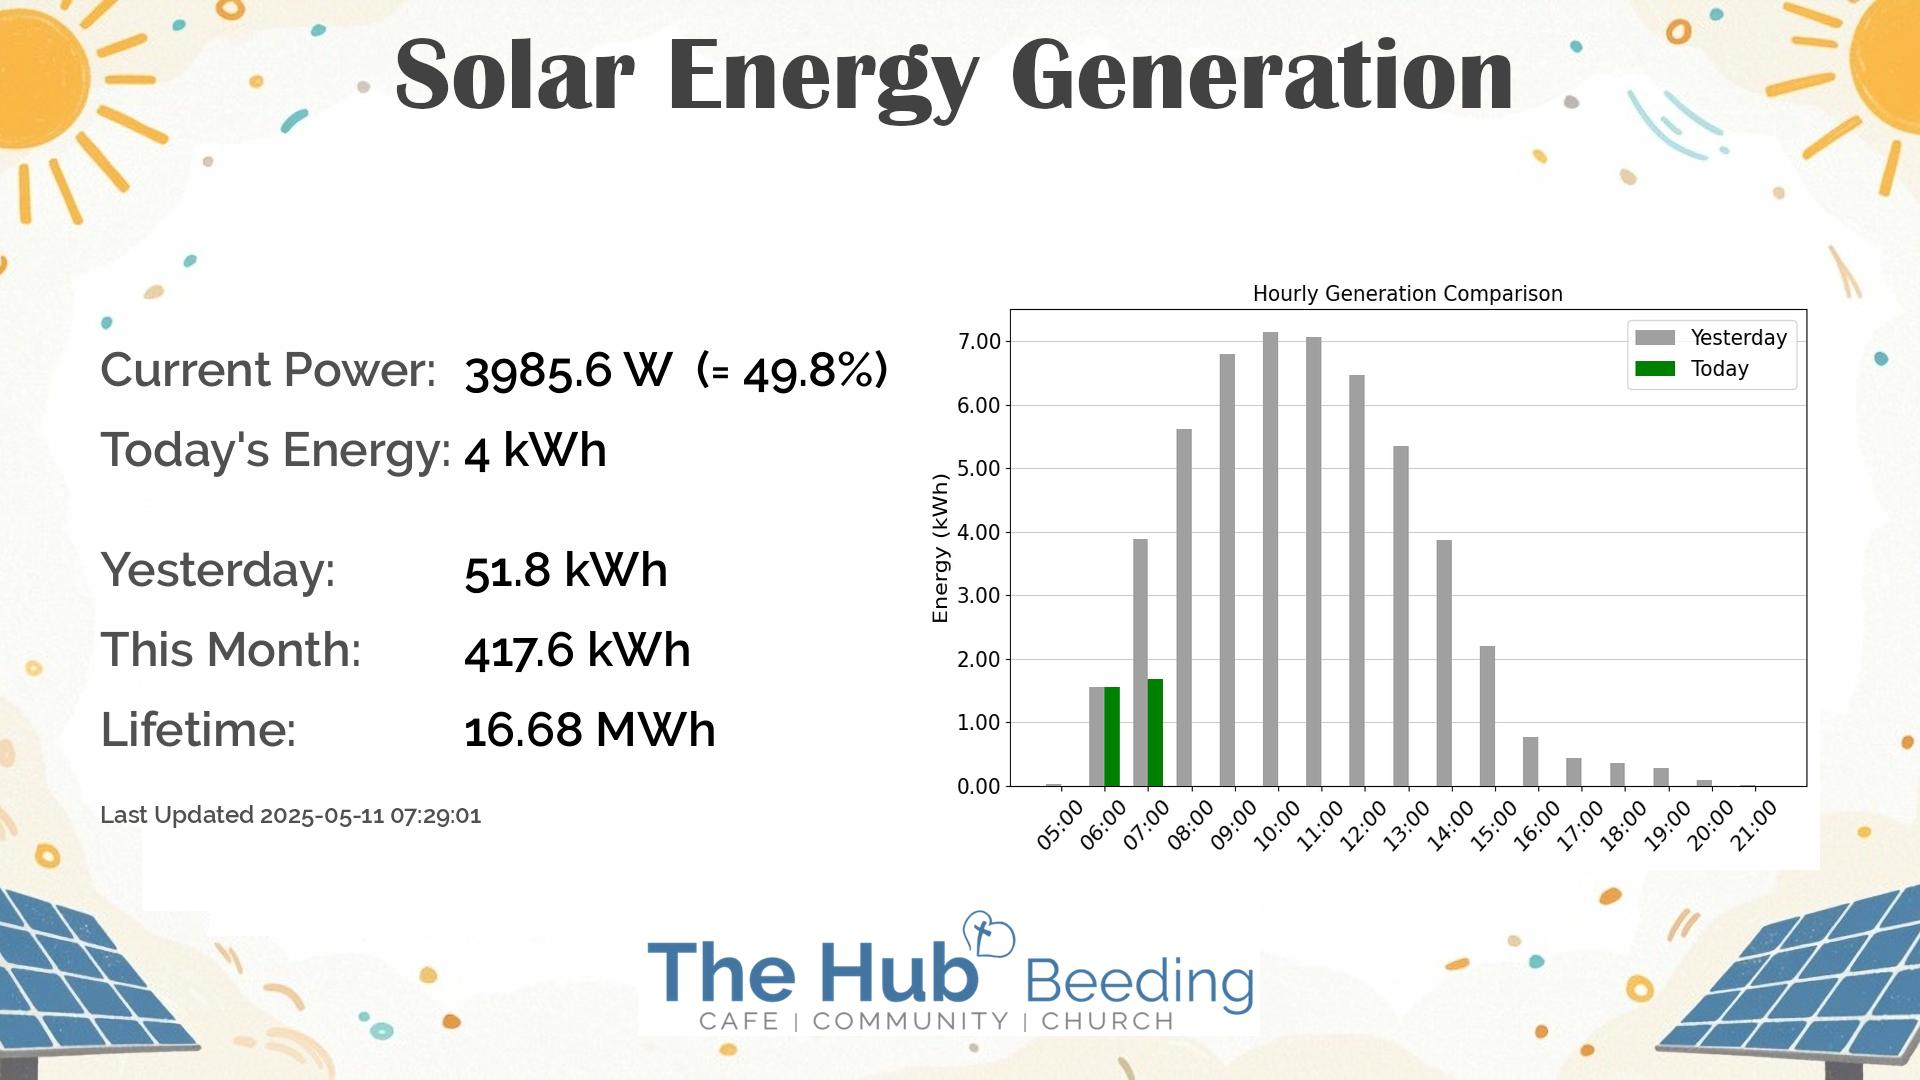 Solar Energy Generation
Current Power: 3985.6 W (= 49.8%)
Today's Energy: 4 kWh
Yesterday: 51.8 kWh
This Month: 417.6 kWh
Lifetime: 16.68 MWh
Last Updated 2025-05-11 07:29:01
Hourly Generation Comparison
Yesterday
Today
Energy (kWh)
7.00
6.00
5.00
4.00
3.00
2.00
1.00
0.00
05:00 06:00 07:00 08:00 09:00 10:00 11:00 12:00 13:00 14:00 15:00 16:00 17:00 18:00 19:00 20:00 21:00
The Hub Beeding
CAFE | COMMUNITY | CHURCH